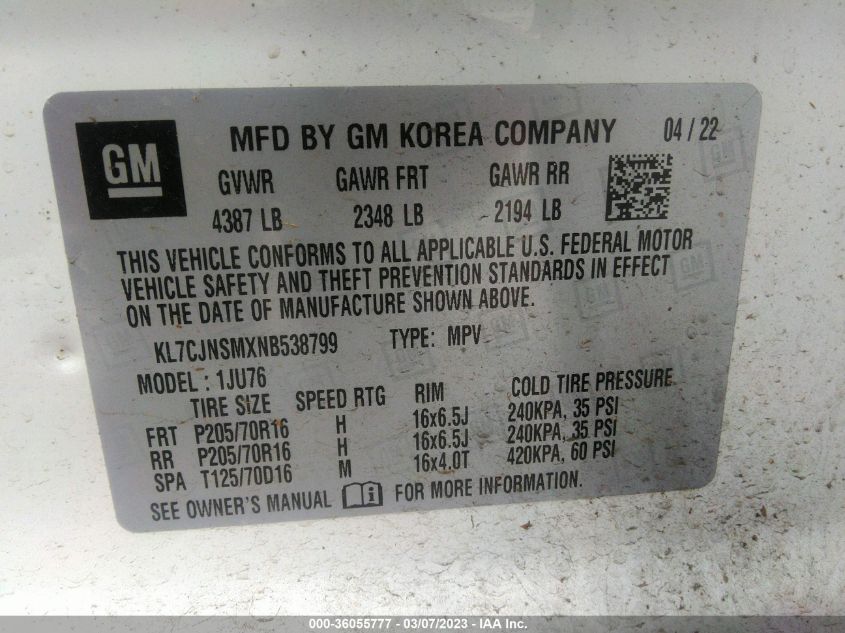 GM
MFD BY GM KOREA COMPANY 04 / 22
GVWR GAWR FRT GAWR RR
4387 LB 2348 LB 2194 LB
THIS VEHICLE CONFORMS TO ALL APPLICABLE U.S. FEDERAL MOTOR
VEHICLE SAFETY AND THEFT PREVENTION STANDARDS IN EFFECT
ON THE DATE OF MANUFACTURE SHOWN ABOVE.
KL7CJNSMXNB538799 TYPE: MPV
MODEL : 1JU76
TIRE SIZE SPEED RTG RIM COLD TIRE PRESSURE
FRT P205/70R16 H 16x6.5J 240KPA, 35 PSI
RR P205/70R16 H 16x6.5J 240KPA, 35 PSI
SPA T125/70D16 M 16x4.0T 420KPA, 60 PSI
SEE OWNER'S MANUAL i FOR MORE INFORMATION.
000-36055777 - 03/07/2023 - IAA Inc.